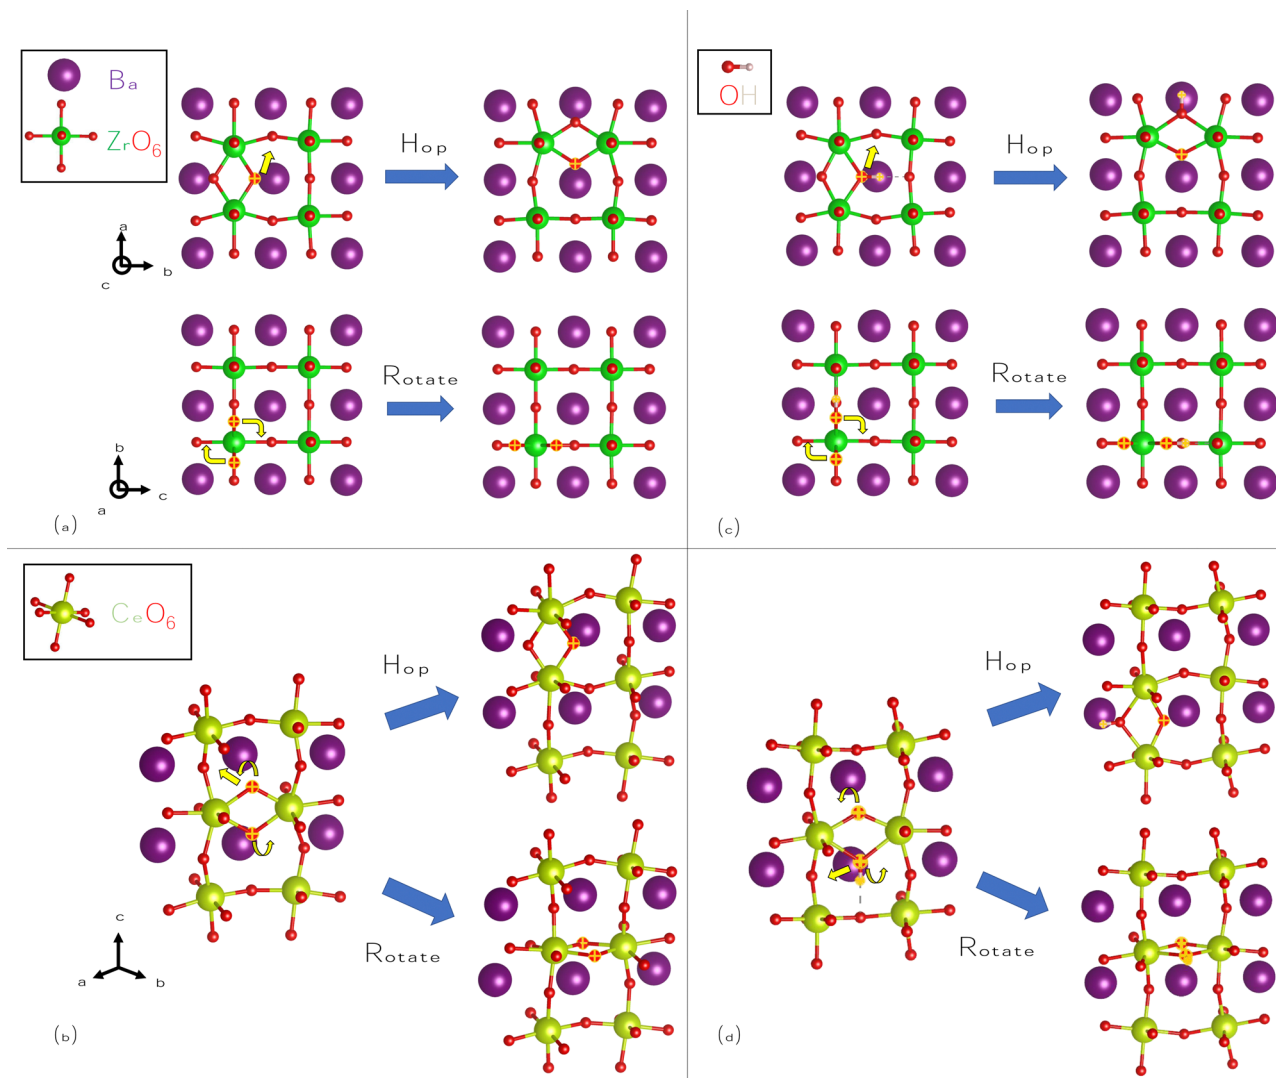 Ba
ZrO6
a
b
c
Hop
b
c
a
Rotate
(a)
OH
Hop
Rotate
(c)
CeO6
Hop
Rotate
c
a
b
(b)
Hop
Rotate
(d)